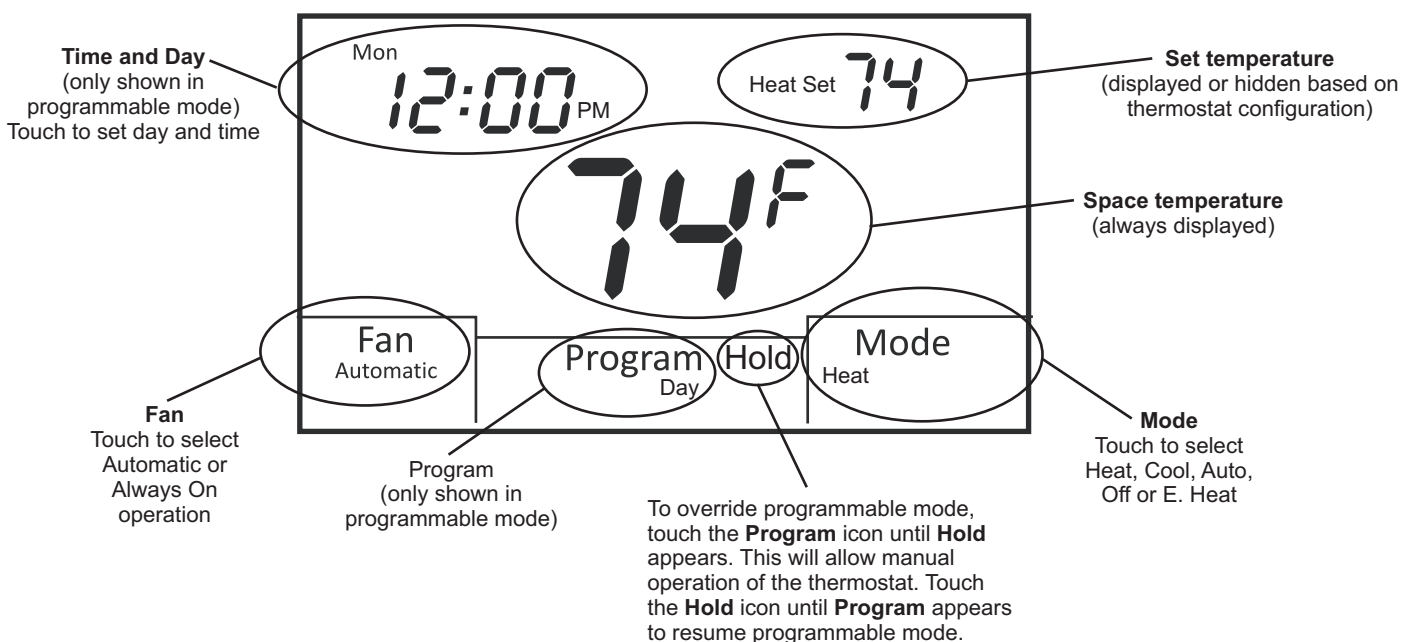 Time and Day
(only shown in
programmable mode)
Touch to set day and time
Mon
12:00 PM
Heat Set 74
Set temperature
(displayed or hidden based on
thermostat configuration)
74 F
Space temperature
(always displayed)
Fan
Automatic
Program
Day
Hold
Mode
Heat
Fan
Touch to select
Automatic or
Always On
operation
Program
(only shown in
programmable mode)
To override programmable mode,
touch the Program icon until Hold
appears. This will allow manual
operation of the thermostat. Touch
the Hold icon until Program appears
to resume programmable mode.
Mode
Touch to select
Heat, Cool, Auto,
Off or E. Heat